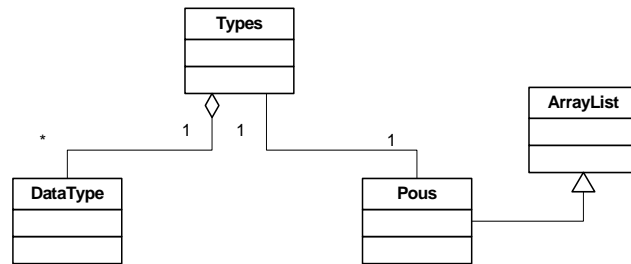 Types
ArrayList
* 1 1 1
DataType
Pous